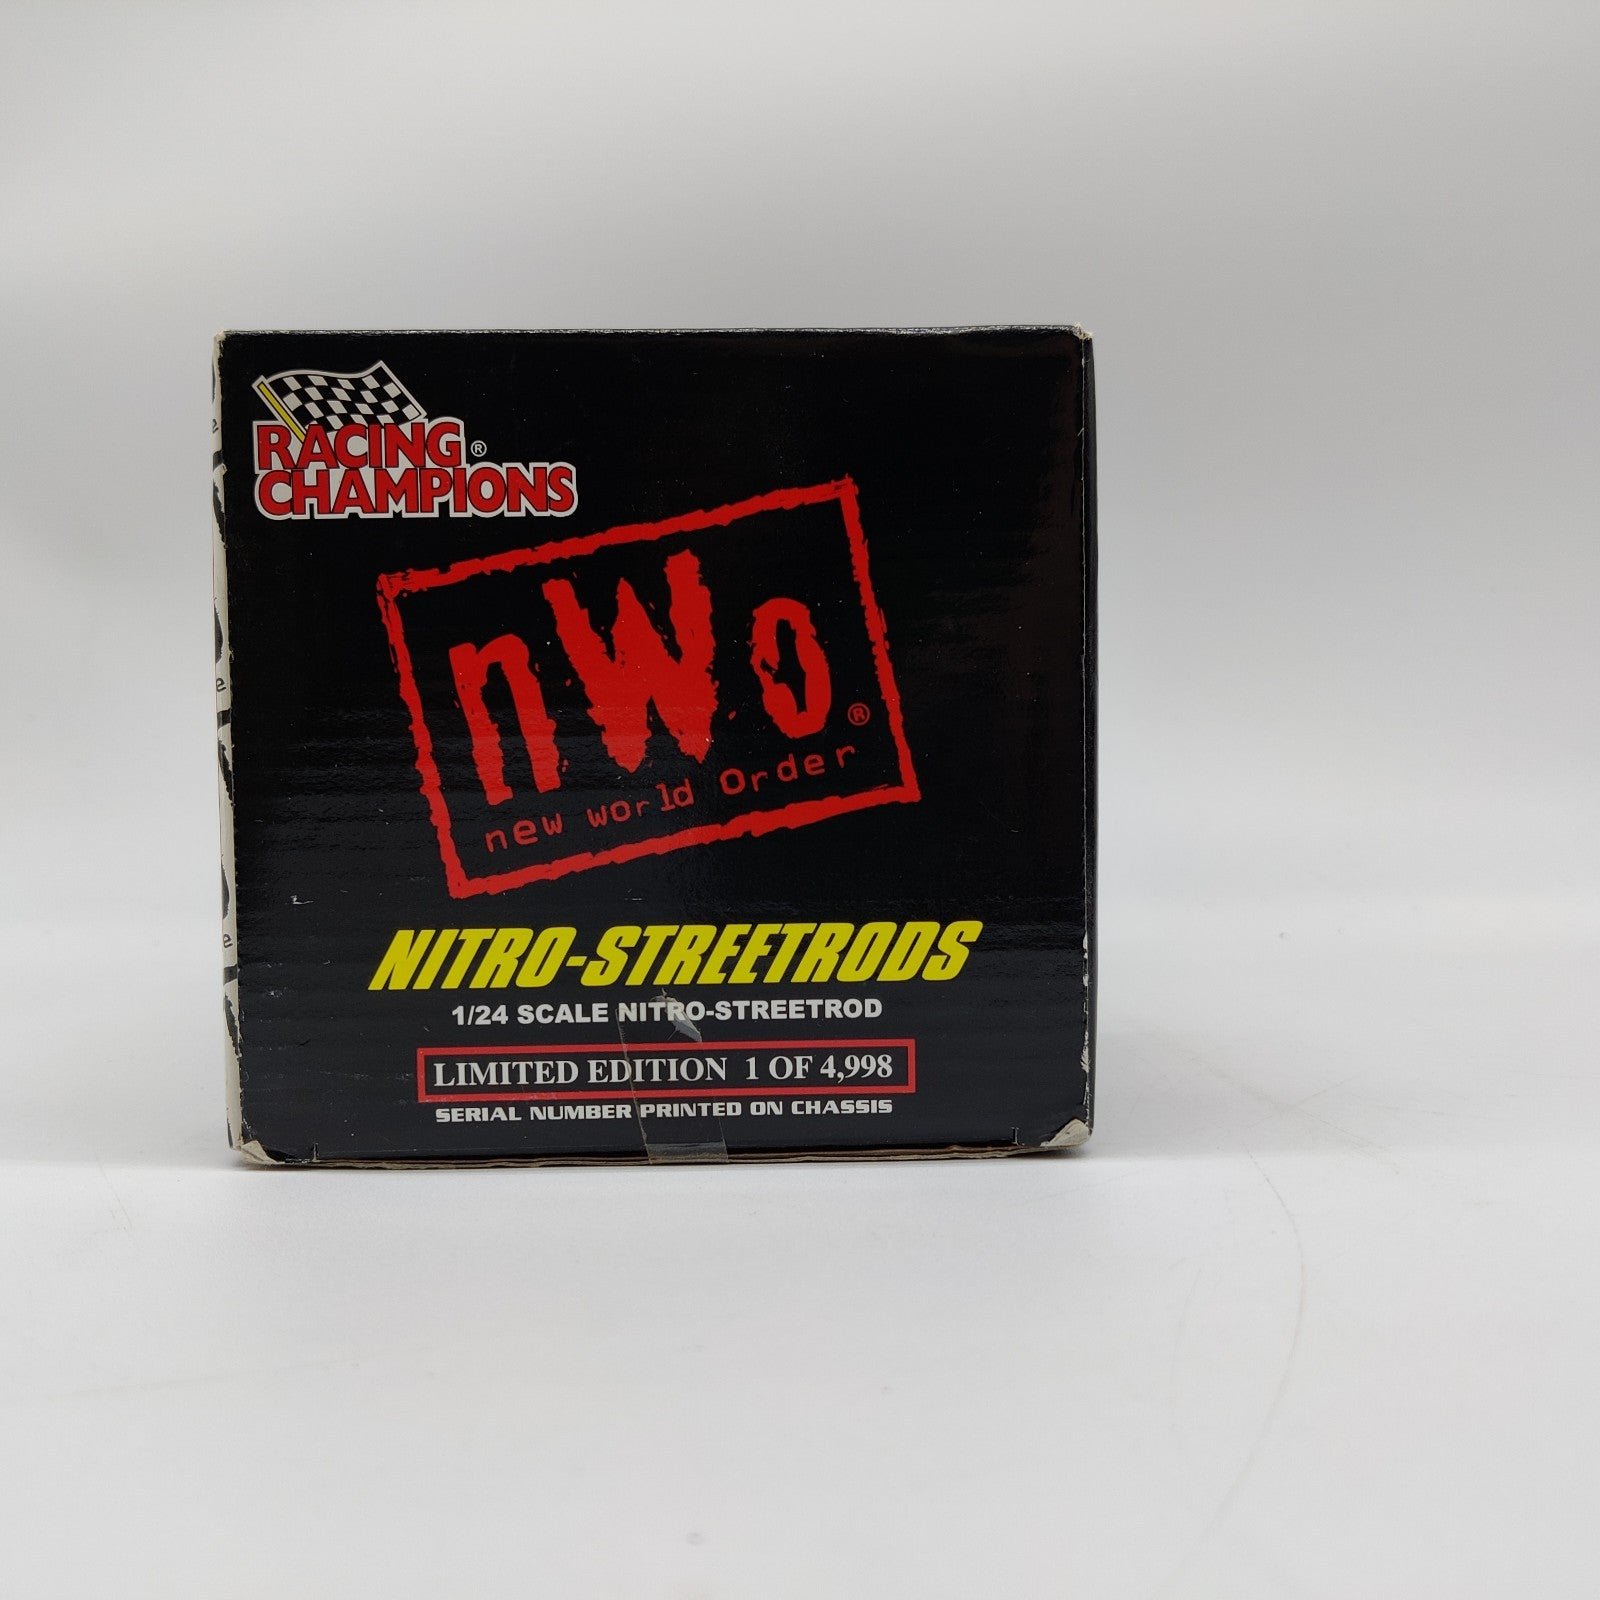 RACING®
CHAMPIONS
nWo®
new world order
NITRO-STREETRODS
1/24 SCALE NITRO-STREETROD
LIMITED EDITION 1 OF 4,998
SERIAL NUMBER PRINTED ON CHASSIS